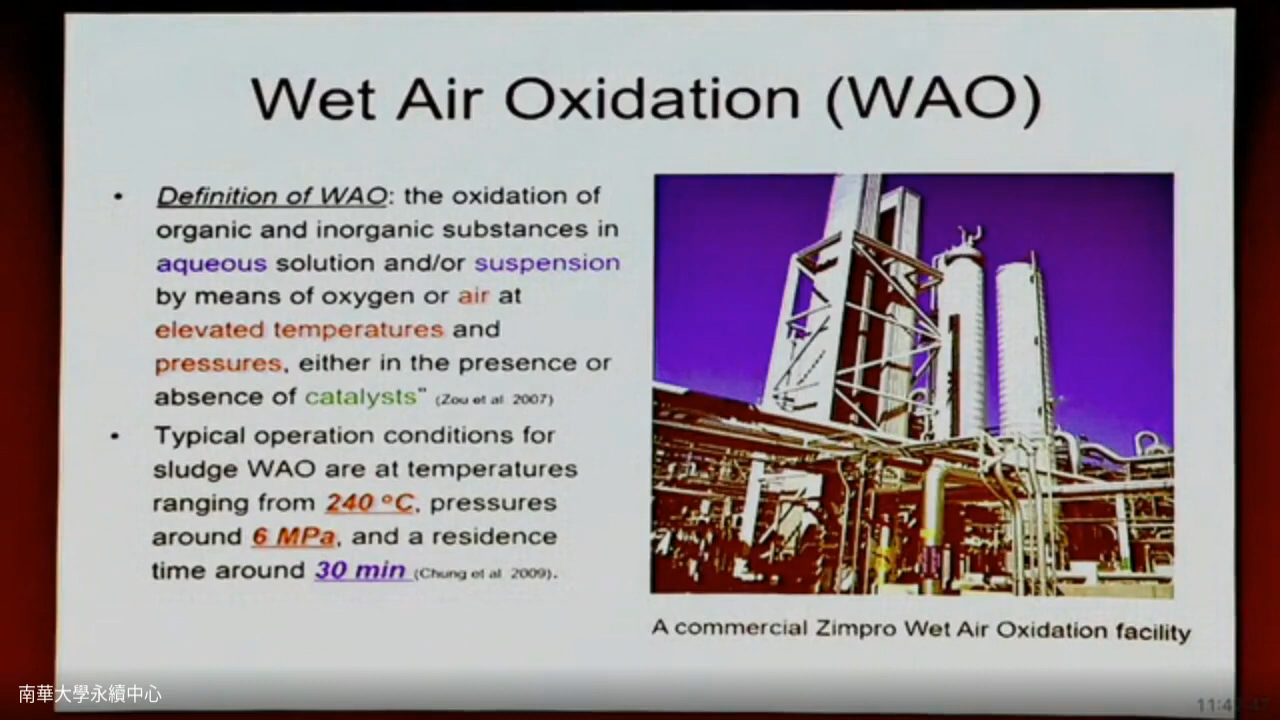 Wet Air Oxidation (WAO)
• Definition of WAO: the oxidation of
organic and inorganic substances in
aqueous solution and/or suspension
by means of oxygen or air at
elevated temperatures and
pressures, either in the presence or
absence of catalysts" (Zou et al 2007)
• Typical operation conditions for
sludge WAO are at temperatures
ranging from 240 °C, pressures
around 6 MPa, and a residence
time around 30 min (Chung et al 2009).
A commercial Zimpro Wet Air Oxidation facility
南華大學永續中心